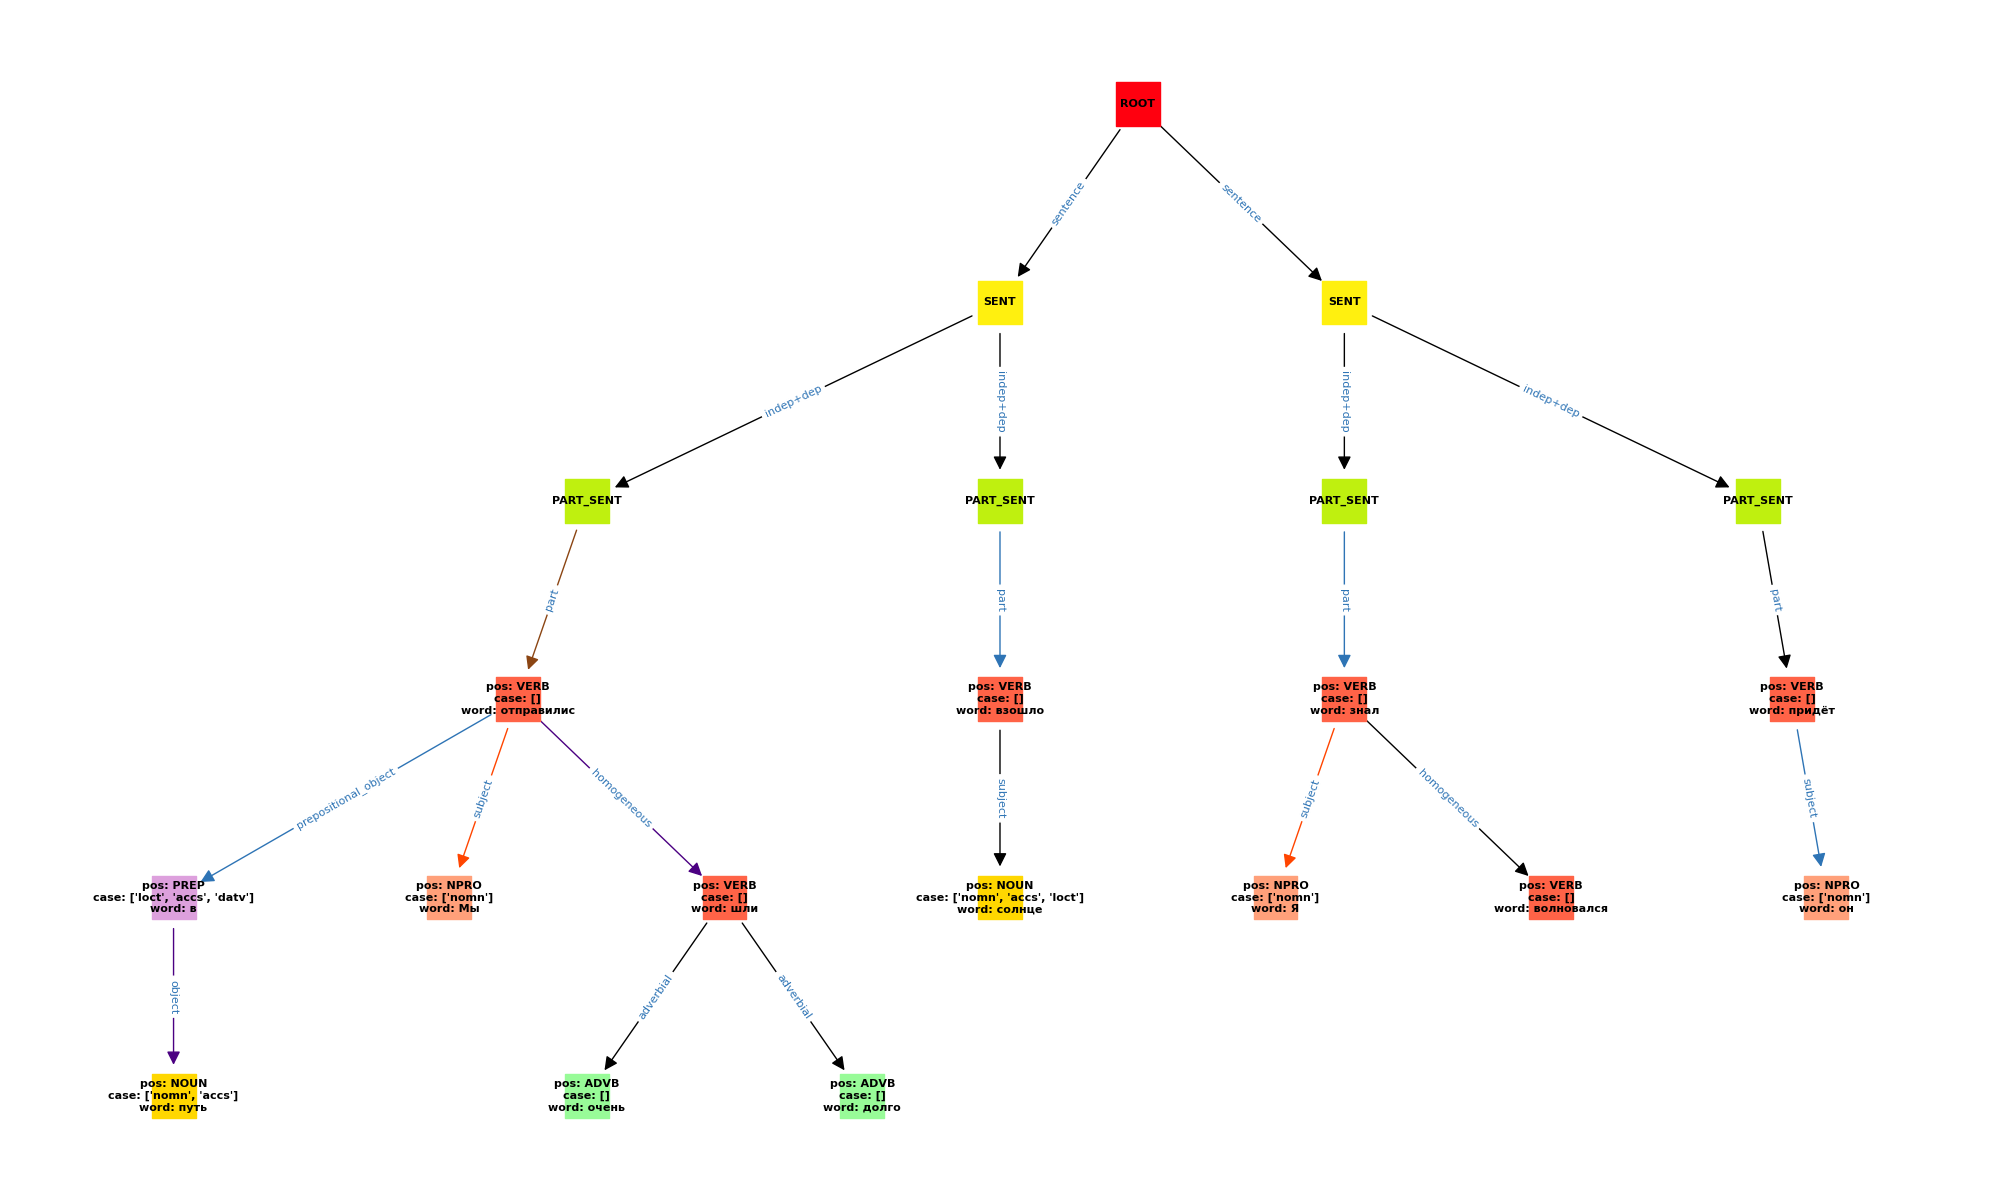 ROOT
sentence
sentence
SENT
SENT
indep+dep
indep+dep
indep+dep
indep+dep
PART_SENT
PART_SENT
PART_SENT
PART_SENT
part
part
part
part
pos: VERB
case: []
word: отправилис
pos: VERB
case: []
word: взошло
pos: VERB
case: []
word: знал
pos: VERB
case: []
word: придёт
prepositional_object
subject
homogeneous
subject
subject
homogeneous
subject
pos: PREP
case: ['loct', 'accs', 'datv']
word: в
pos: NPRO
case: ['nomn']
word: Мы
pos: VERB
case: []
word: шли
pos: NOUN
case: ['nomn', 'accs', 'loct']
word: солнце
pos: NPRO
case: ['nomn']
word: Я
pos: VERB
case: []
word: волновался
pos: NPRO
case: ['nomn']
word: он
object
adverbial
adverbial
pos: NOUN
case: ['nomn', 'accs']
word: путь
pos: ADVB
case: []
word: очень
pos: ADVB
case: []
word: долго